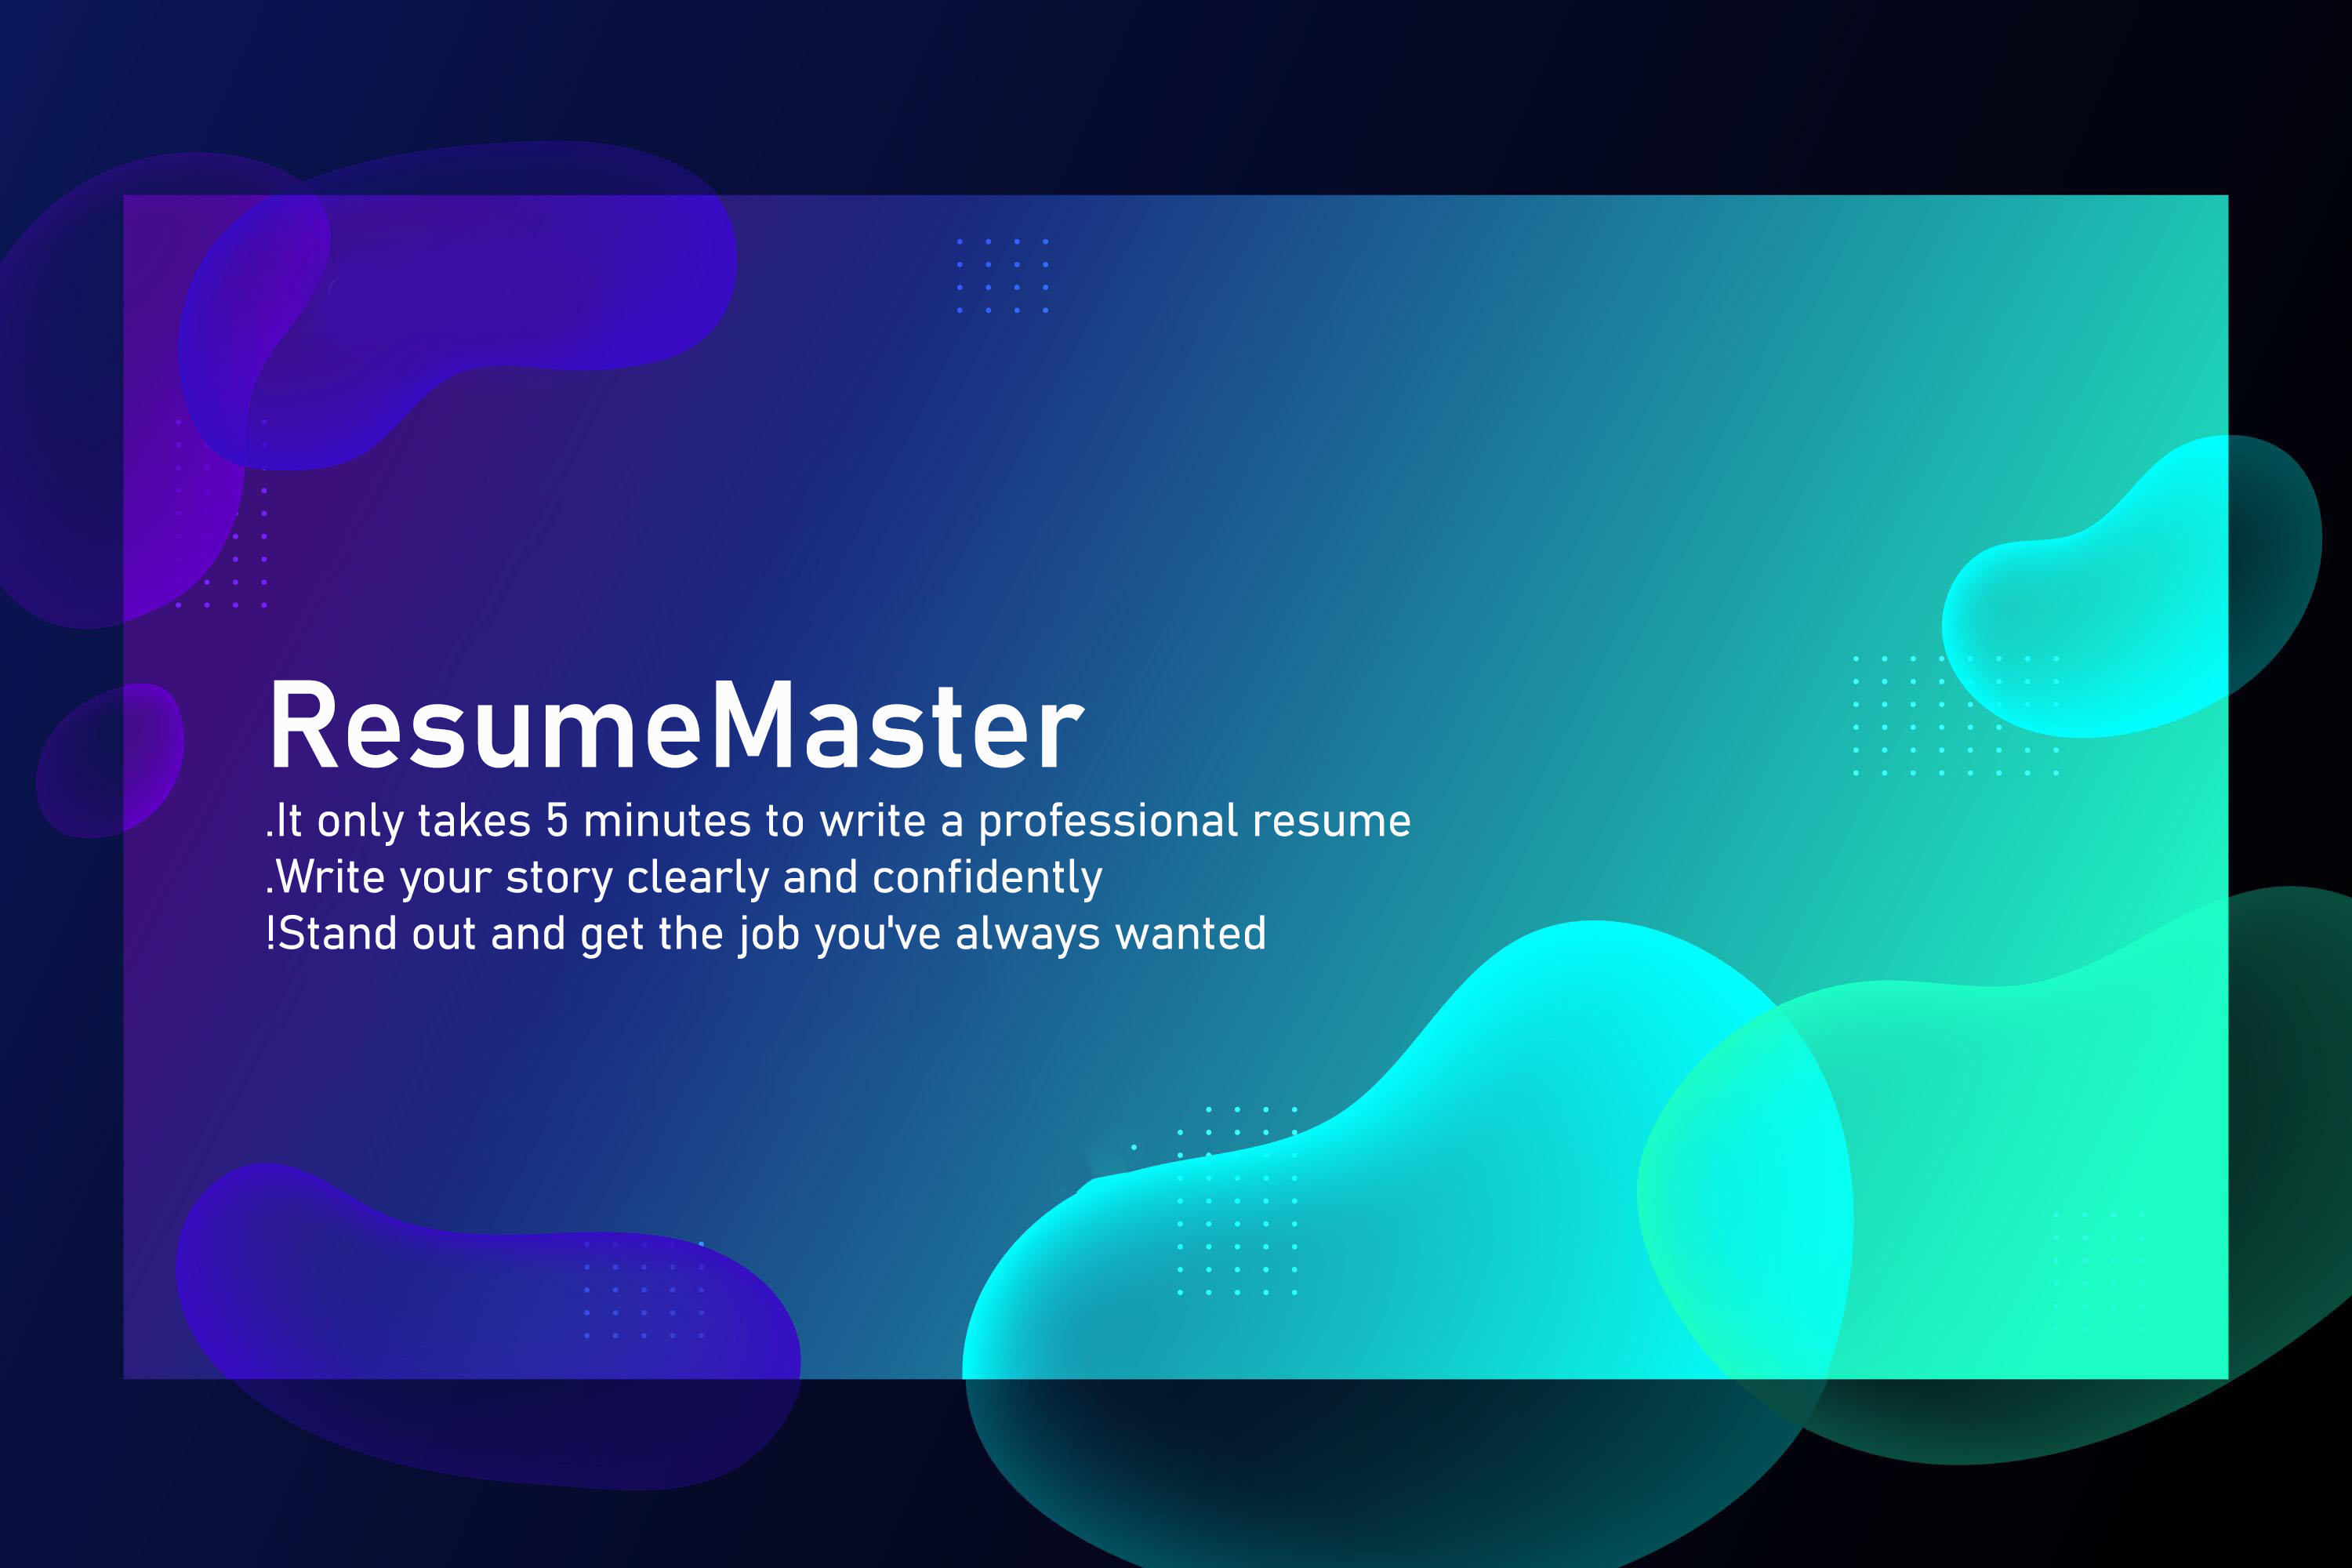 ResumeMaster
.It only takes 5 minutes to write a professional resume
.Write your story clearly and confidently
!Stand out and get the job you've always wanted